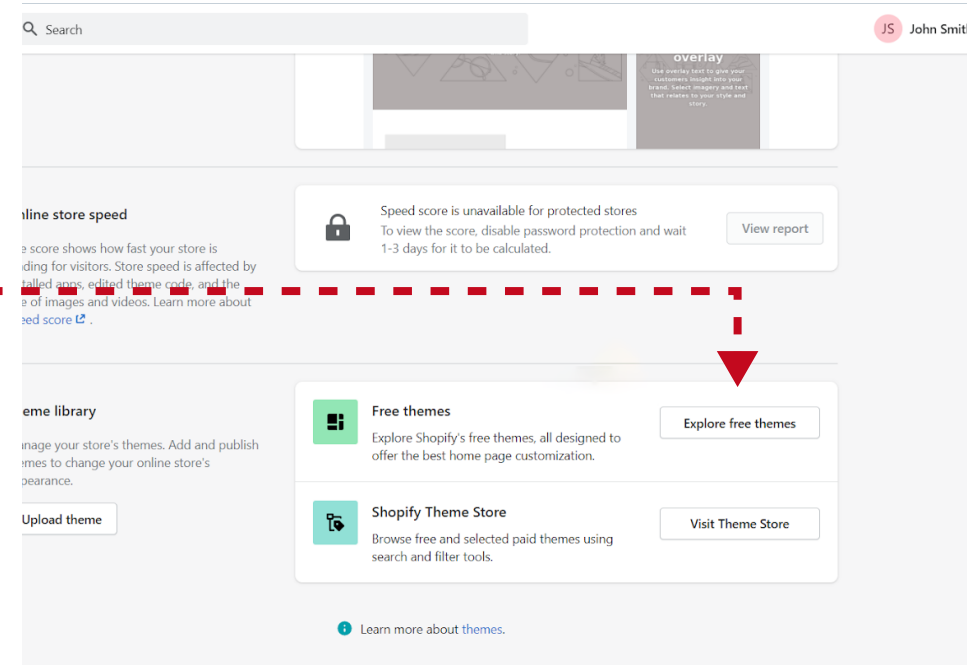 Search
JS
John Smit
overlay
Use overlay text to give your
customers insight into your
brand. Select imagery and text
that relates to your style and
story.
nline store speed
e score shows how fast your store is
ding for visitors. Store speed is affected by
talled apps, edited theme code, and the
e of images and videos. Learn more about
eed score .
Speed score is unavailable for protected stores
To view the score, disable password protection and wait
1-3 days for it to be calculated.
View report
eme library
nage your store's themes. Add and publish
emes to change your online store's
pearance.
Upload theme
Free themes
Explore Shopify's free themes, all designed to
offer the best home page customization.
Explore free themes
Shopify Theme Store
Browse free and selected paid themes using
search and filter tools.
Visit Theme Store
Learn more about themes.